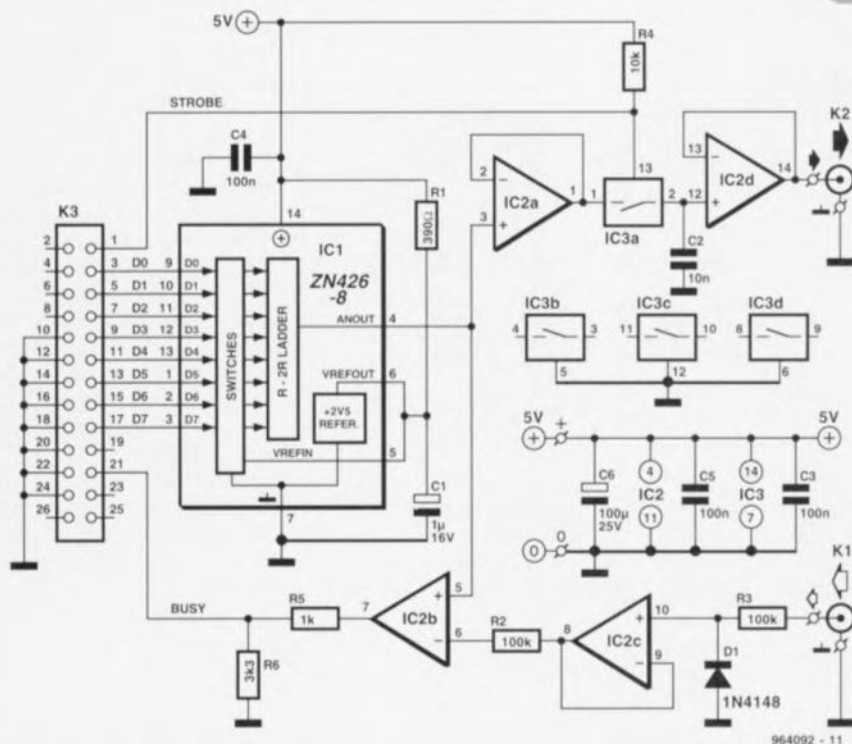 5V
R4
10k
STROBE
K2
C4
100n
13
14
2
1
1
13
2
12
3
IC2a
IC3a
IC2d
R1
390Ω
C2
10n
K3
14
IC1
ZN426
-8
2 1
4 3 D0 9 D0
6 5 D1 10 D1
8 7 D2 11 D2
10 9 D3 12 D3
12 11 D4 13 D4
14 13 D5 1 D5
16 15 D6 2 D6
18 17 D7 3 D7
20 19
22 21
24 23
26 25
SWITCHES
R - 2R LADDER
ANOUT 4
VREFOUT 6
+2V5
REFER.
VREFIN 5
7
C1
1µ
16V
IC3b
IC3c
IC3d
4 3
11 10
8 9
5
12
6
5V +
5V
4
14
C6
100µ
25V
IC2
C5
100n
IC3
C3
100n
11
7
0 0
K1
BUSY
R5
1k
7
IC2b
5
6
R2
100k
8
IC2c
10
9
R3
100k
D1
1N4148
3k3
R6
964092 - 11